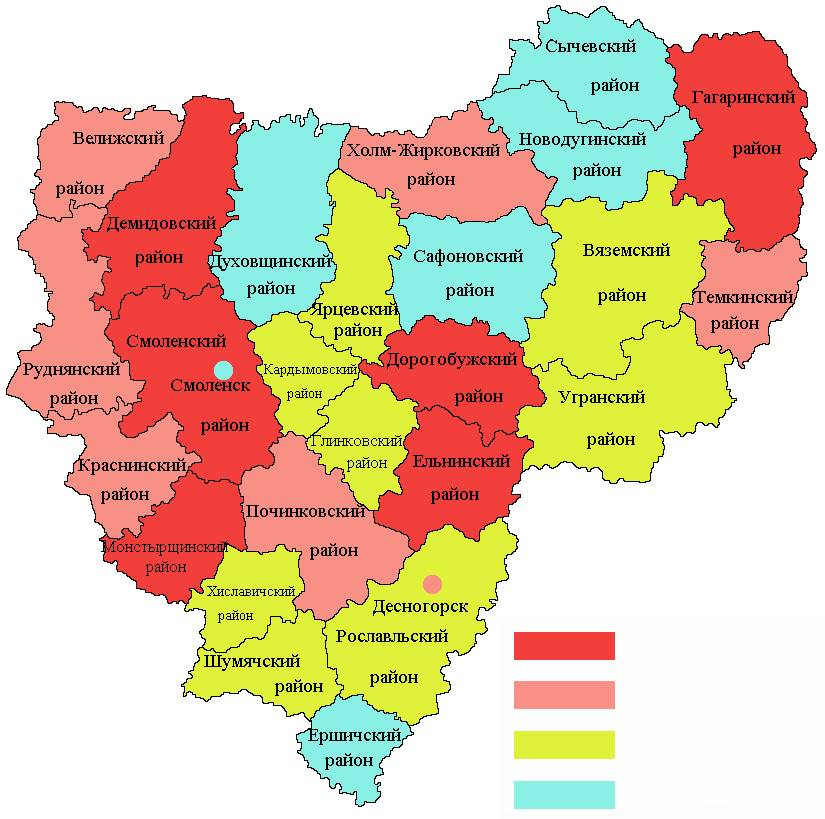 Сычевский
район
Гагаринский
район
Новодугинский
район
Велижский
район
Холм-Жирковский
район
Демидовский
район
Духовщинский
район
Сафоновский
район
Вяземский
район
Темкинский
район
Ярцевский
район
Смоленский
Смоленск
район
Руднянский
район
Кардымовский
район
Дорогобужский
район
Угранский
район
Глинковский
район
Краснинский
район
Ельнинский
район
Починковский
район
Монстырщинский
район
Хиславичский
район
Десногорск
Рославльский
район
Шумячский
район
Ершичский
район